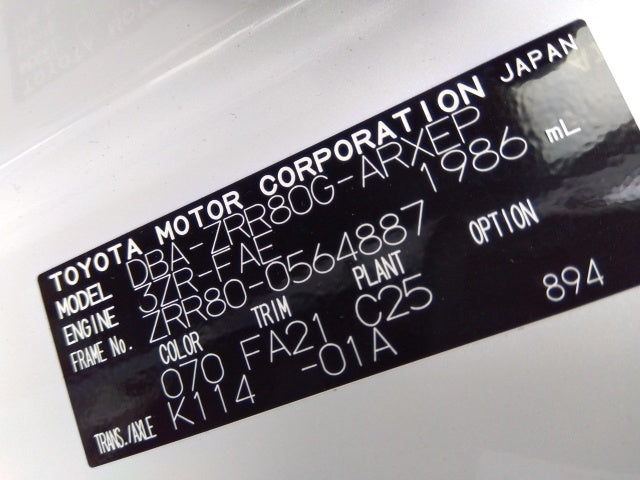 TOYOTA MOTOR CORPORATION JAPAN
MODEL DBA-ZRR80G-ARXEP
ENGINE 3ZR-FAE 1986 mL
FRAME No. ZRR80-0564887
COLOR TRIM PLANT OPTION
070 FA21 C25 894
TRANS./AXLE K114 -01A